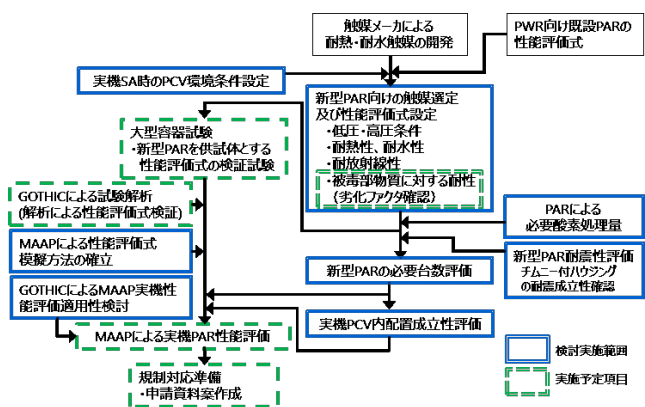 触媒メーカによる
耐熱・耐水触媒の開発
PWR向け既設PARの
性能評価式
実機SA時のPCV環境条件設定
新型PAR向けの触媒選定
及び性能評価式設定
・低圧・高圧条件
・耐熱性、耐水性
・耐放射線性
・被毒部物質に対する耐性
(劣化ファクタ確認)
大型容器試験
・新型PARを供試体とする
性能評価式の検証試験
GOTHICによる試験解析
(解析による性能評価式検証)
PARによる
必要酸素処理量
MAAPによる性能評価式
模擬方法の確立
新型PAR耐震性評価
チムニー付ハウジング
の耐震成立性確認
新型PARの必要台数評価
GOTHICによるMAAP実機性
能評価適用性検討
実機PCV内配置成立性評価
MAAPによる実機PAR性能評価
検討実施範囲
規制対応準備
・申請資料案作成
実施予定項目